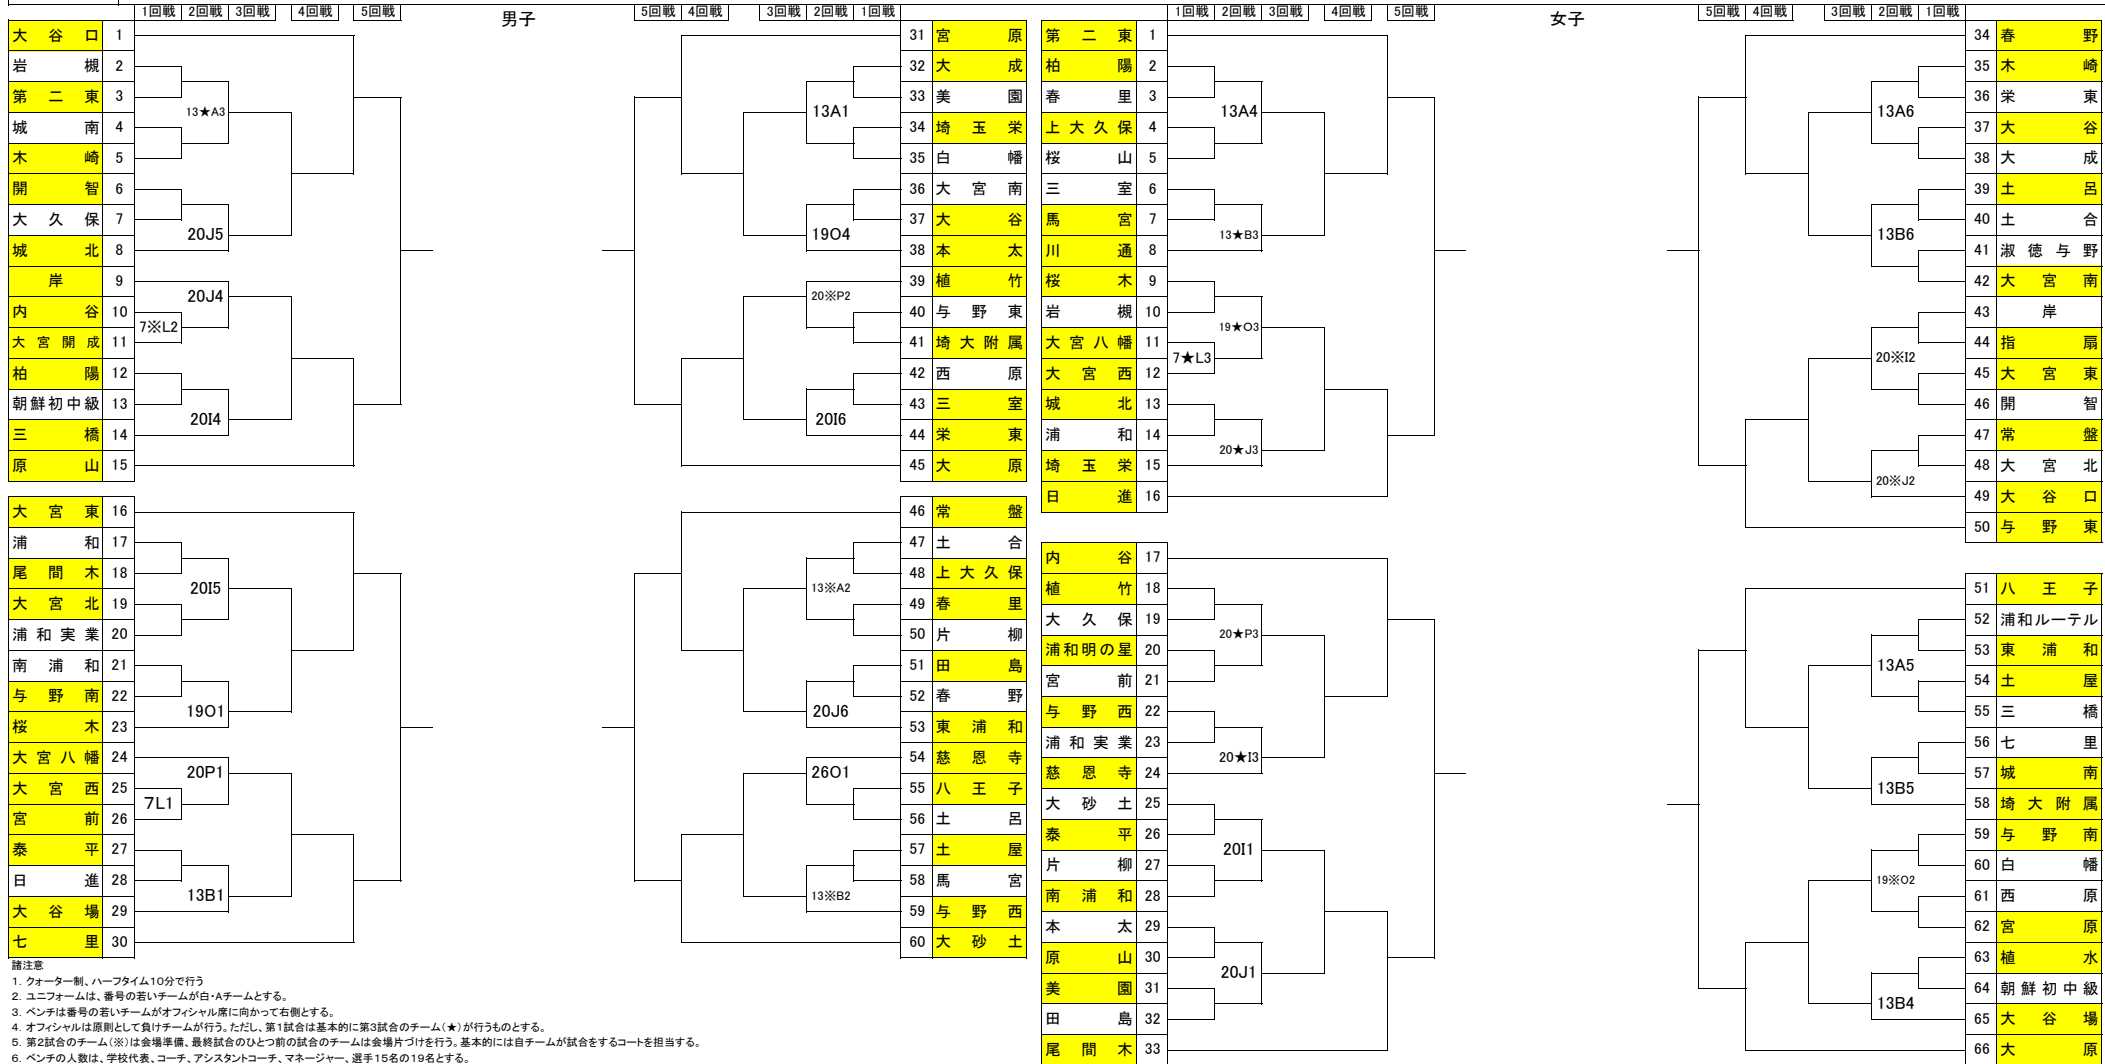 男子
1回戦 2回戦 3回戦 4回戦 5回戦
5回戦 4回戦 3回戦 2回戦 1回戦
大谷口 1
岩槻 2
第二東 3
13★A3
城南 4
木崎 5
開智 6
大久保 7
20J5
城北 8
岸 9
20J4
内谷 10
7※L2
大宮開成 11
柏陽 12
朝鮮初中級 13
20I4
三橋 14
原山 15
大宮東 16
浦和 17
尾間木 18
20I5
大宮北 19
浦和実業 20
南浦和 21
与野南 22
19O1
桜木 23
大宮八幡 24
20P1
大宮西 25
7L1
宮前 26
泰平 27
日進 28
13B1
大谷場 29
七里 30
31 宮原
32 大成
33 美園
13A1
34 埼玉栄
35 白幡
36 大宮南
37 大谷
19O4
38 本太
39 植竹
20※P2
40 与野東
41 埼大附属
42 西原
43 三室
20I6
44 栄東
45 大原
46 常盤
47 土合
48 上大久保
13※A2
49 春里
50 片柳
51 田島
52 春野
20J6
53 東浦和
54 慈恩寺
26O1
55 八王子
56 土呂
57 土屋
58 馬宮
13※B2
59 与野西
60 大砂土
女子
1回戦 2回戦 3回戦 4回戦 5回戦
5回戦 4回戦 3回戦 2回戦 1回戦
第二東 1
柏陽 2
春里 3
13A4
上大久保 4
桜山 5
三室 6
馬宮 7
13★B3
川通 8
桜木 9
岩槻 10
19★O3
大宮八幡 11
7★L3
大宮西 12
城北 13
浦和 14
20★J3
埼玉栄 15
日進 16
内谷 17
植竹 18
大久保 19
20★P3
浦和明の星 20
宮前 21
与野西 22
浦和実業 23
20★I3
慈恩寺 24
大砂土 25
泰平 26
20I1
片柳 27
南浦和 28
本太 29
原山 30
20J1
美園 31
田島 32
尾間木 33
34 春野
35 木崎
36 栄東
13A6
37 大谷
38 大成
39 土呂
40 土合
13B6
41 淑徳与野
42 大宮南
43 岸
44 指扇
20※I2
45 大宮東
46 開智
47 常盤
48 大宮北
20※J2
49 大谷口
50 与野東
51 八王子
52 浦和ルーテル
53 東浦和
13A5
54 土屋
55 三橋
56 七里
57 城南
13B5
58 埼大附属
59 与野南
60 白幡
19※O2
61 西原
62 宮原
63 植水
64 朝鮮初中級
13B4
65 大谷場
66 大原
諸注意
1. クォーター制、ハーフタイム10分で行う
2. ユニフォームは、番号の若いチームが白・Aチームとする。
3. ベンチは番号の若いチームがオフィシャル席に向かって右側とする。
4. オフィシャルは原則として負けチームが行う。ただし、第1試合は基本的に第3試合のチーム(★)が行うものとする。
5. 第2試合のチーム(※)は会場準備、最終試合のひとつ前の試合のチームは会場片づけを行う。基本的には自チームが試合をするコートを担当する。
6. ベンチの人数は、学校代表、コーチ、アシスタントコーチ、マネージャー、選手15名の19名とする。